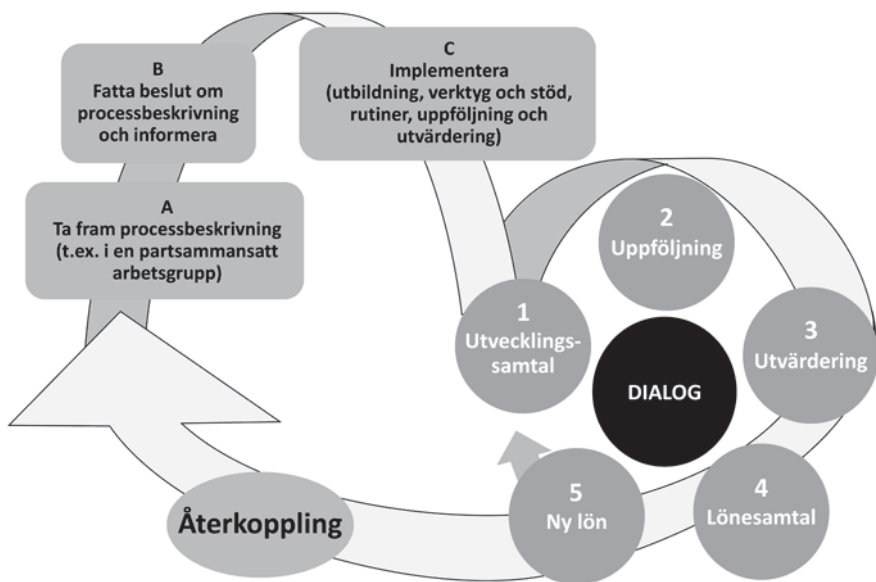 A
Ta fram processbeskrivning
(t.ex. i en partsammansatt
arbetsgrupp)
B
Fatta beslut om
processbeskrivning
och informera
C
Implementera
(utbildning, verktyg och stöd,
rutiner, uppföljning och
utvärdering)
1
Utvecklings-
samtal
2
Uppföljning
3
Utvärdering
4
Lönesamtal
5
Ny lön
DIALOG
Återkoppling